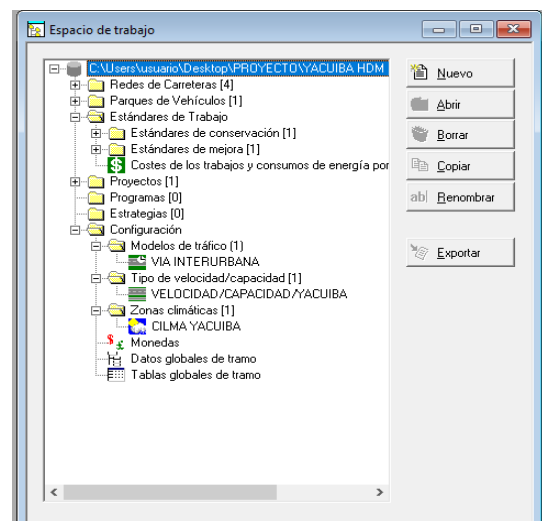 Espacio de trabajo
C:\Users\usuario\Desktop\PROYECTO\YACUIBA HDM
Redes de Carreteras [4]
Parques de Vehículos [1]
Estándares de Trabajo
Estándares de conservación [1]
Estándares de mejora [1]
Costes de los trabajos y consumos de energía por
Proyectos [1]
Programas [0]
Estrategias [0]
Configuración
Modelos de tráfico (1)
VIA INTERURBANA
Tipo de velocidad/capacidad [1]
VELOCIDAD/CAPACIDAD/YACUIBA
Zonas climáticas [1]
CILMA YACUIBA
Monedas
Datos globales de tramo
Tablas globales de tramo
Nuevo
Abrir
Borrar
Copiar
ab Renombrar
Exportar